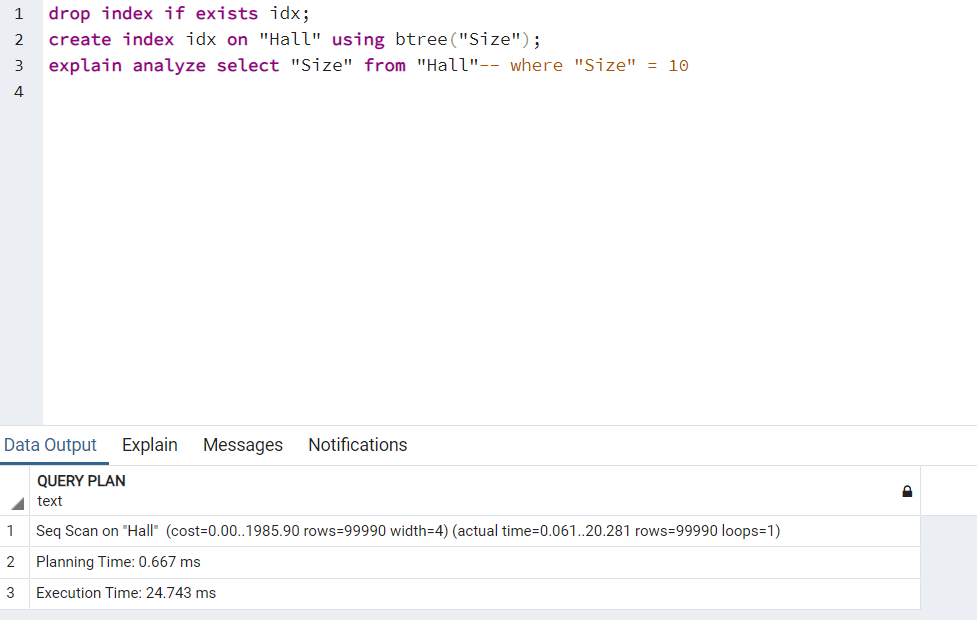 1 drop index if exists idx;
2 create index idx on "Hall" using btree("Size");
3 explain analyze select "Size" from "Hall"-- where "Size" = 10
4
Data Output Explain Messages Notifications
QUERY PLAN
text
1 Seq Scan on "Hall" (cost=0.00..1985.90 rows=99990 width=4) (actual time=0.061..20.281 rows=99990 loops=1)
2 Planning Time: 0.667 ms
3 Execution Time: 24.743 ms